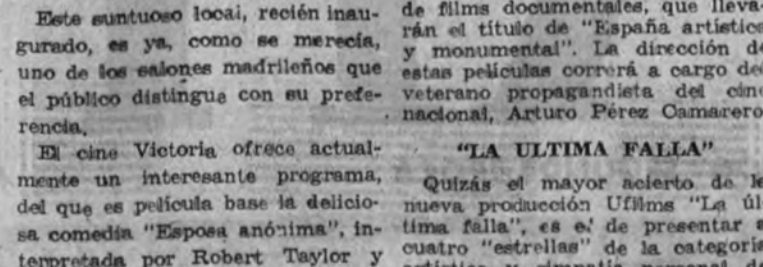 Este suntuoso local, recién inau-
gurado, es ya, como se merecía,
uno de los salones madrileños que
el público distingue con su prefe-
rencia.
El cine Victoria ofrece actual-
mente un interesante programa,
del que es película base la delicio-
sa comedia "Esposa anónima", in-
terpretada por Robert Taylor y
de films documentales, que lleva-
rán el título de "España artística
y monumental". La dirección d
estas películas correrá a cargo de
veterano propagandista del cine
nacional, Arturo Pérez Camarero
"LA ULTIMA FALLA"
Quizás el mayor acierto de l
nueva producción Ufilms "La úl-
tima falla", es el de presentar a
cuatro "estrellas" de la categoría
artística y simpatía personal de